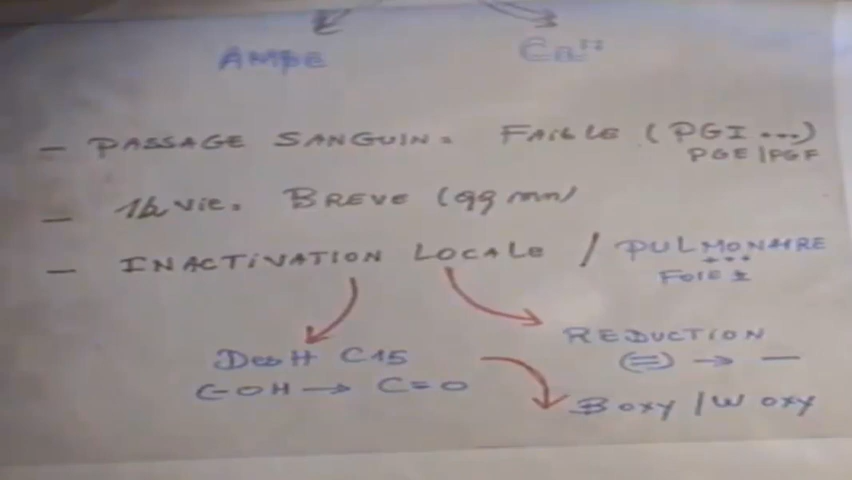 AMPc Ca++
- PASSAGE SANGUIN: FAIBLE (PGI...)
PGE/PGF
- 1/2 vie: BREVE (qq mn)
- INACTIVATION LOCALE / PULMONAIRE
+++
FOIE ±
DesH C15 REDUCTION
C-OH → C=O (=) → -
B oxy / W oxy